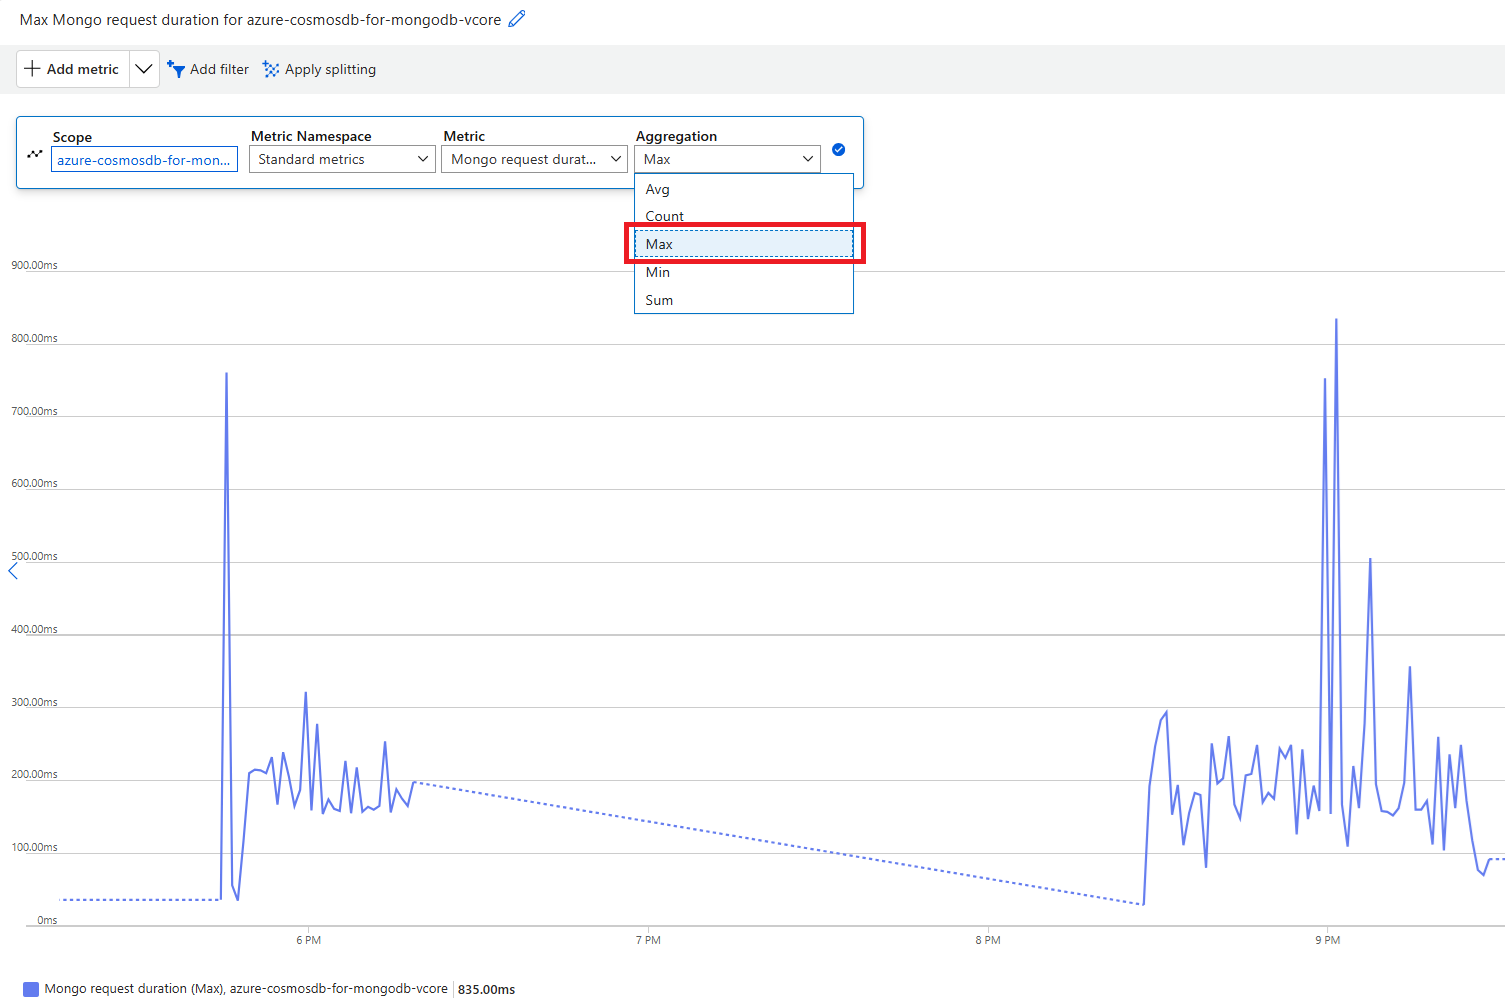 Max Mongo request duration for azure-cosmosdb-for-mongodb-vcore
Add metric Add filter Apply splitting
Scope Metric Namespace Metric Aggregation
azure-cosmosdb-for-mon... Standard metrics Mongo request durat... Max
Avg
Count
Max
Min
Sum
900.00ms
800.00ms
700.00ms
600.00ms
500.00ms
400.00ms
300.00ms
200.00ms
100.00ms
0ms
6 PM 7 PM 8 PM 9 PM
Mongo request duration (Max), azure-cosmosdb-for-mongodb-vcore 835.00ms